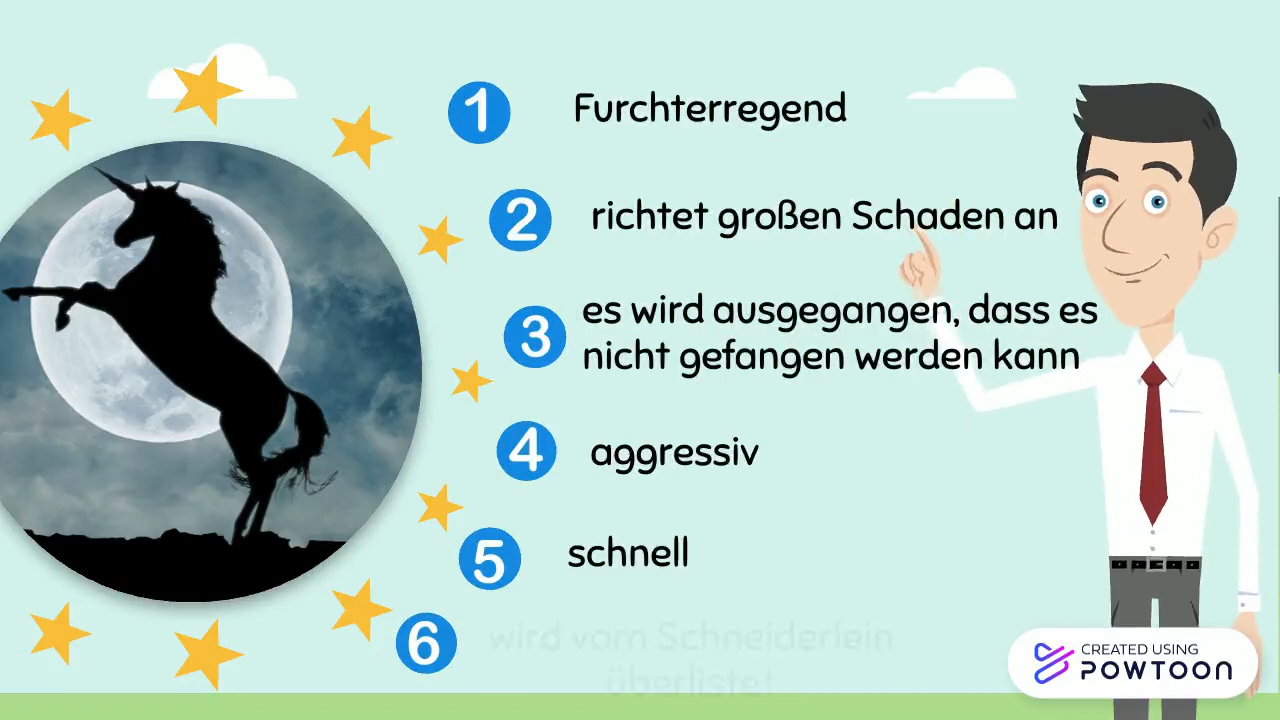 1 Furchterregend
2 richtet großen Schaden an
3 es wird ausgegangen, dass es
nicht gefangen werden kann
4 aggressiv
5 schnell
6 wird vom Schneiderlein
überlistet
CREATED USING
POWTOON